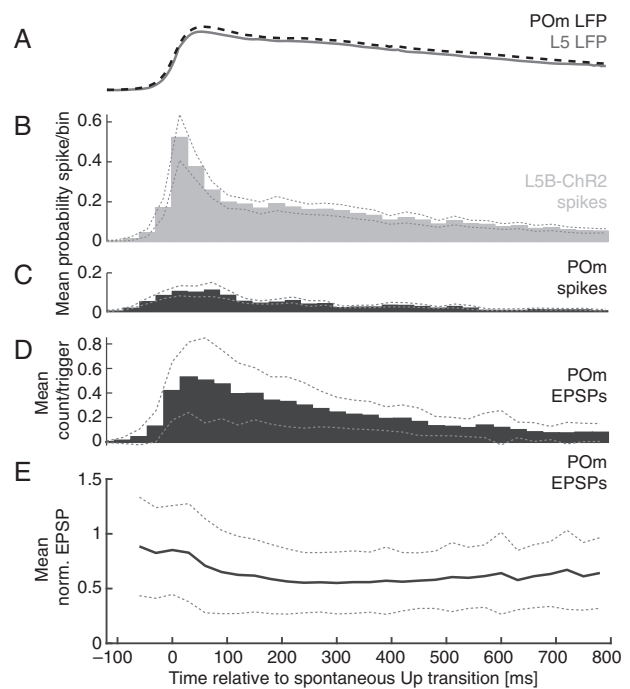 A
POm LFP
L5 LFP
B
Mean probability spike/bin
0.6
0.4
0.2
0
L5B-ChR2
spikes
C
0.2
0
POm
spikes
D
Mean
count/trigger
0.8
0.6
0.4
0.2
0
POm
EPSPs
E
Mean
norm. EPSP
1.5
1
0.5
0
POm
EPSPs
−100 0 100 200 300 400 500 600 700 800
Time relative to spontaneous Up transition [ms]